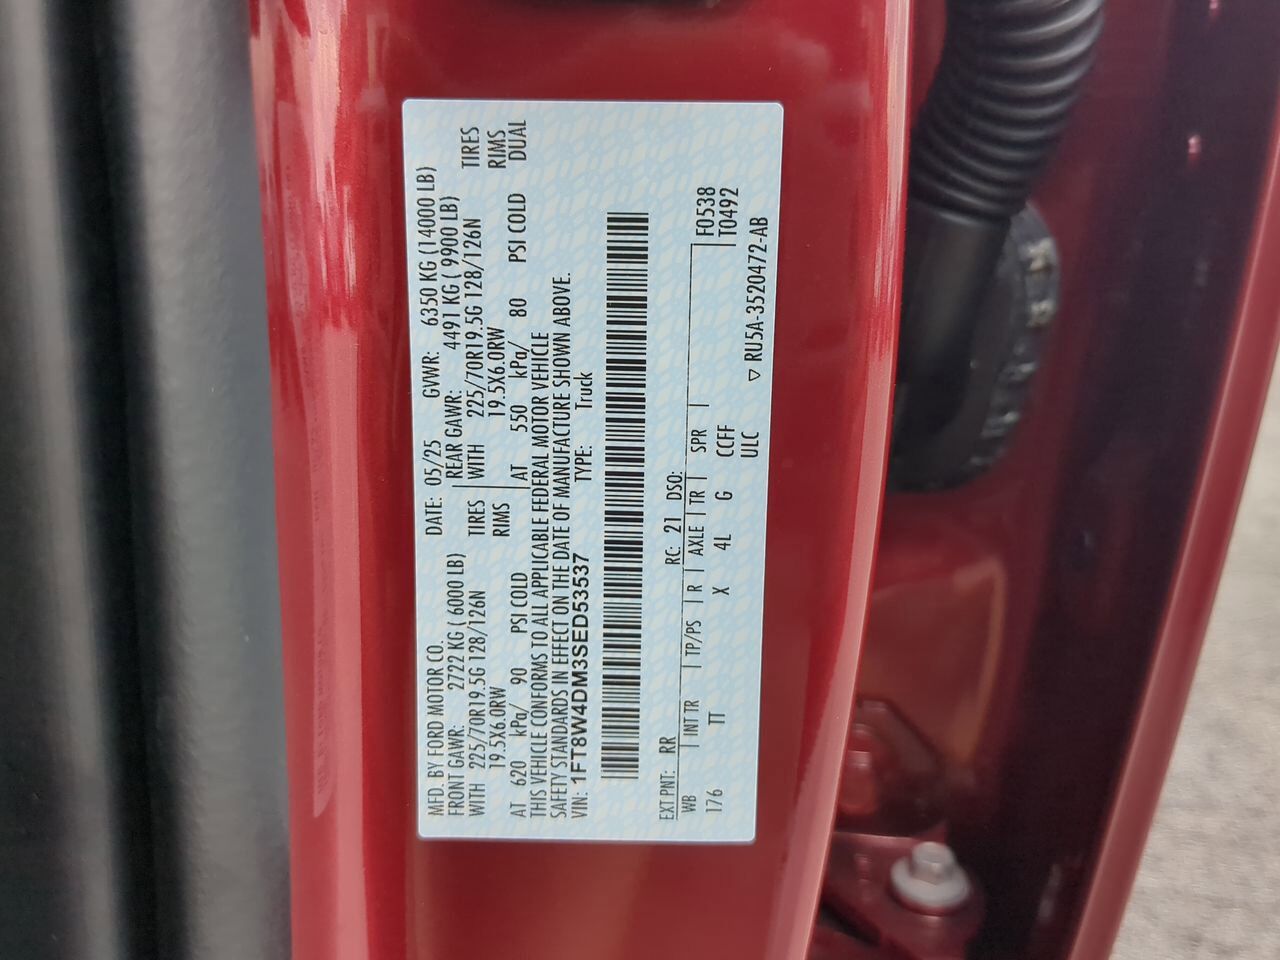 MFD. BY FORD MOTOR CO. DATE: 05/25 GVWR: 6350 KG (14000 LB)
FRONT GAWR: 2722 KG ( 6000 LB) REAR GAWR: 4491 KG ( 9900 LB)
WITH 225/70R19.5G 128/126N TIRES WITH 225/70R19.5G 128/126N TIRES
19.5X6.0RW RIMS 19.5X6.0RW RIMS
AT 620 kPa/ 90 PSI COLD AT 550 kPa/ 80 PSI COLD DUAL
THIS VEHICLE CONFORMS TO ALL APPLICABLE FEDERAL MOTOR VEHICLE
SAFETY STANDARDS IN EFFECT ON THE DATE OF MANUFACTURE SHOWN ABOVE.
VIN: 1FT8W4DM3SED53537 TYPE: Truck
EXT PNT: RR RC: 21 DSO:
WB INT TR TP/PS R AXLE TR SPR F0538
176 TT X 4L G CCFF T0492
ULC ▽ RU5A-3520472-AB